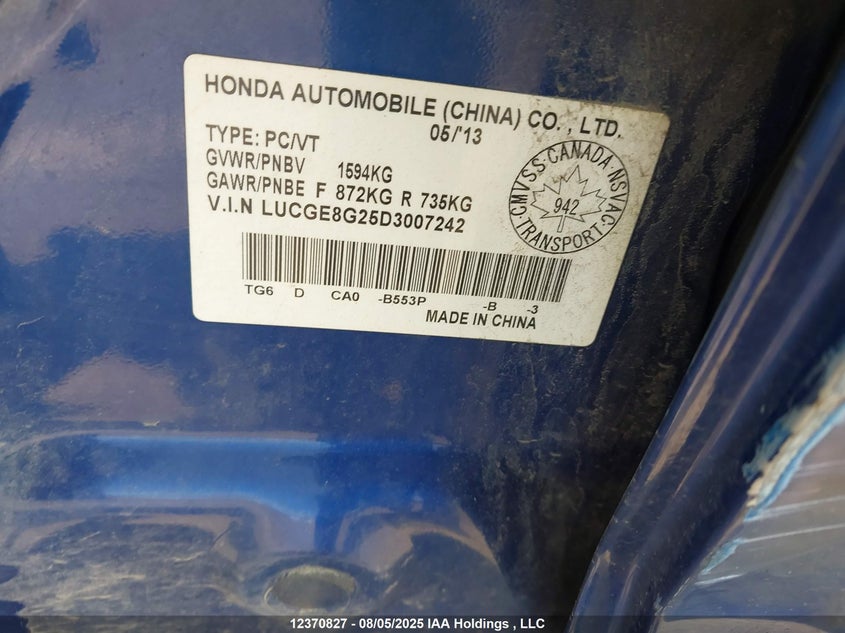 HONDA AUTOMOBILE (CHINA) CO., LTD.
05/'13
TYPE: PC/VT
GVWR/PNBV 1594KG
GAWR/PNBE F 872KG R 735KG
V.I.N LUCGE8G25D3007242
CMVSS CANADA NSVAC
942
TRANSPORT
TG6 D CA0 -B553P -B -3
MADE IN CHINA
12370827 - 08/05/2025 IAA Holdings , LLC